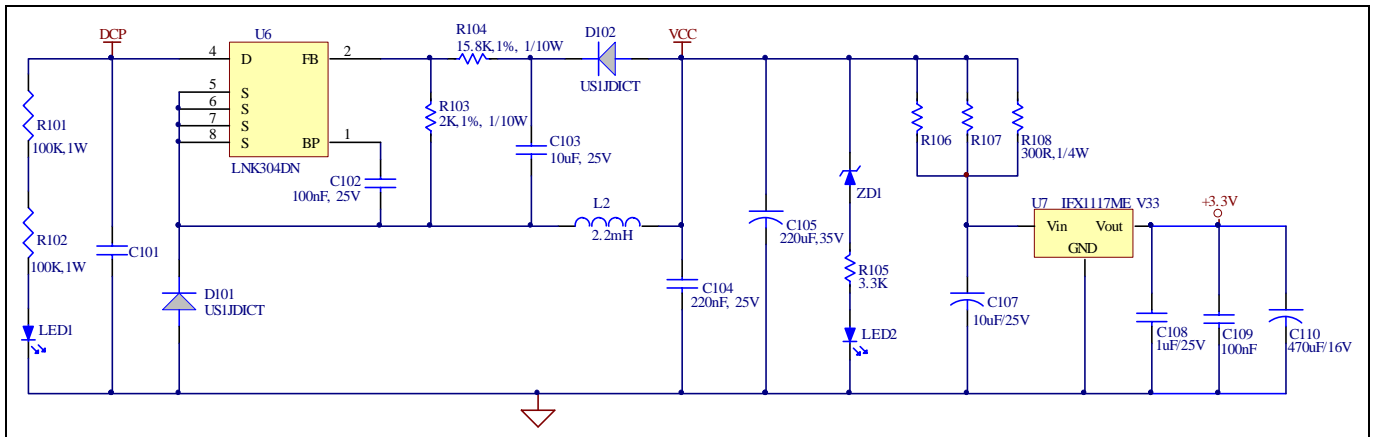 DCP
U6
R104
15.8K,1%, 1/10W
D102
VCC
4
D
FB
2
US1JDICT
5
S
6
S
7
S
8
S
BP
1
LNK304DN
R101
100K,1W
R103
2K,1%, 1/10W
C103
10uF, 25V
R106
R107
R108
300R,1/4W
C102
100nF, 25V
ZD1
L2
2.2mH
U7 IFX1117ME V33
+3.3V
Vin
Vout
GND
R102
100K,1W
C101
C105
220uF,35V
R105
3.3K
D101
US1JDICT
C104
220nF, 25V
C107
10uF/25V
LED1
LED2
C108
1uF/25V
C109
100nF
C110
470uF/16V